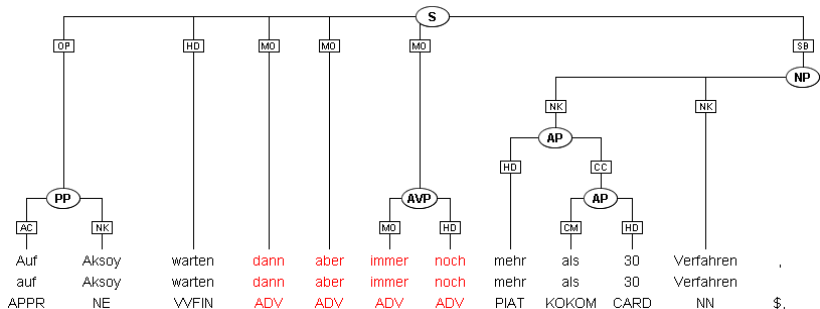 S
OP HD MO MO MO SB
NP
NK NK
AP
HD CC
PP AVP AP
AC NK MO HD CM HD
Auf Aksoy warten dann aber immer noch mehr als 30 Verfahren ,
auf Aksoy warten dann aber immer noch mehr als 30 Verfahren
APPR NE VVFIN ADV ADV ADV ADV PIAT KOKOM CARD NN $,